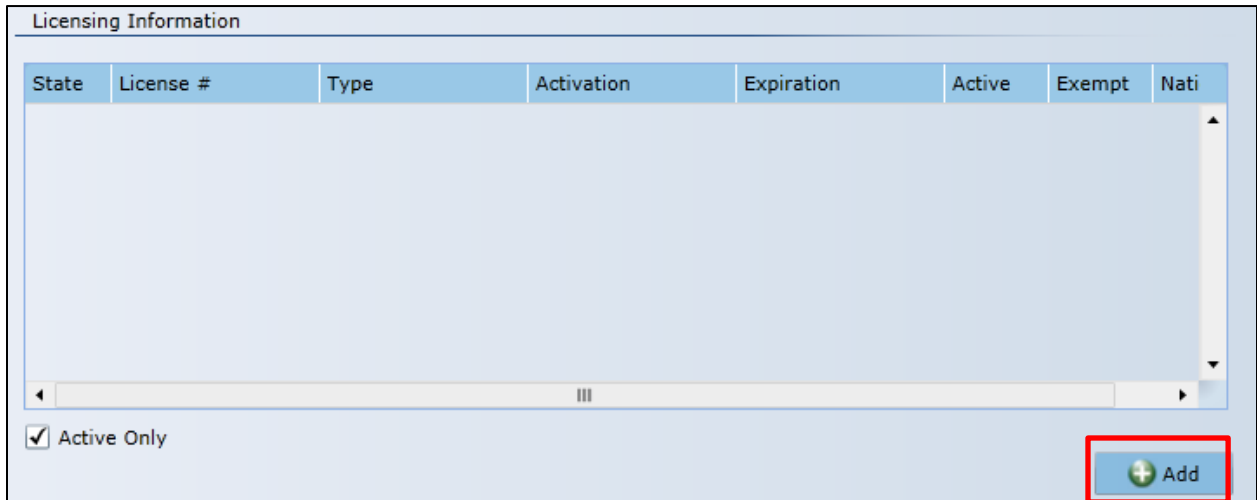 Licensing Information
State License # Type Activation Expiration Active Exempt Nati
Active Only
Add